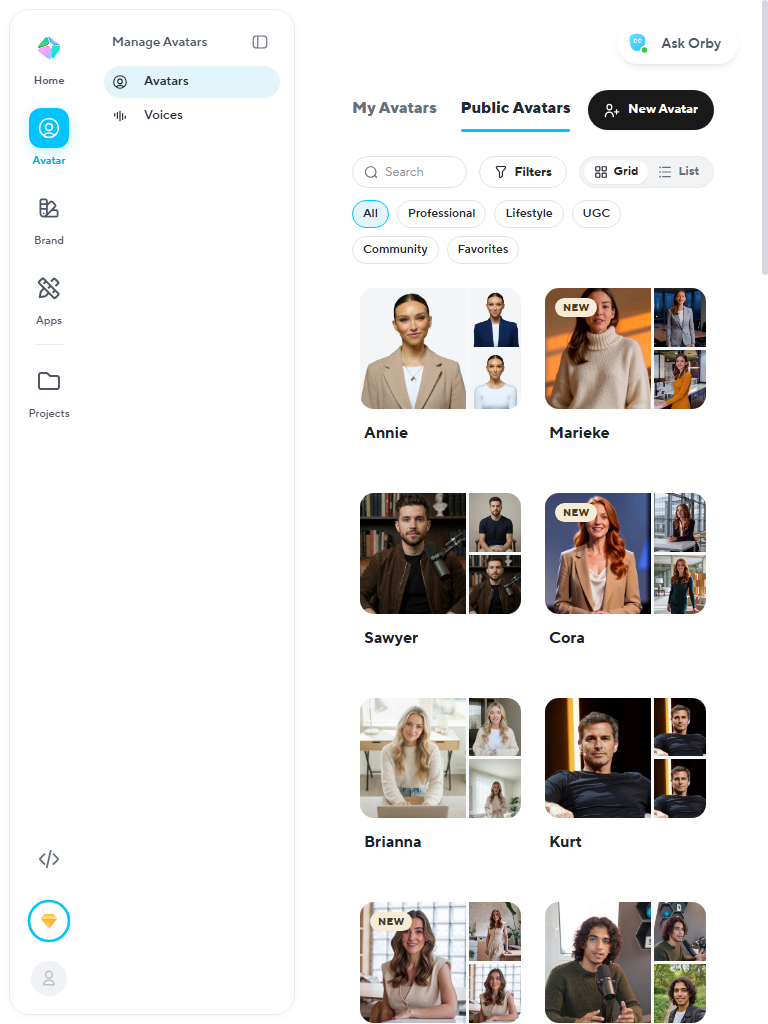 Home
Avatar
Brand
Apps
Projects
Manage Avatars
Avatars
Voices
Ask Orby
My Avatars
Public Avatars
New Avatar
Search
Filters
Grid
List
All
Professional
Lifestyle
UGC
Community
Favorites
NEW
Annie
Marieke
NEW
Sawyer
Cora
Brianna
Kurt
NEW